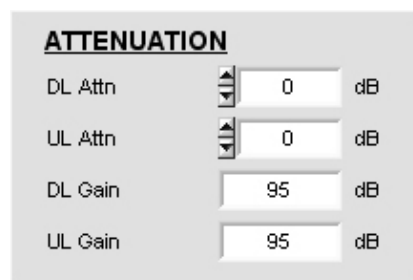 ATTENUATION
DL Attn 0 dB
UL Attn 0 dB
DL Gain 95 dB
UL Gain 95 dB